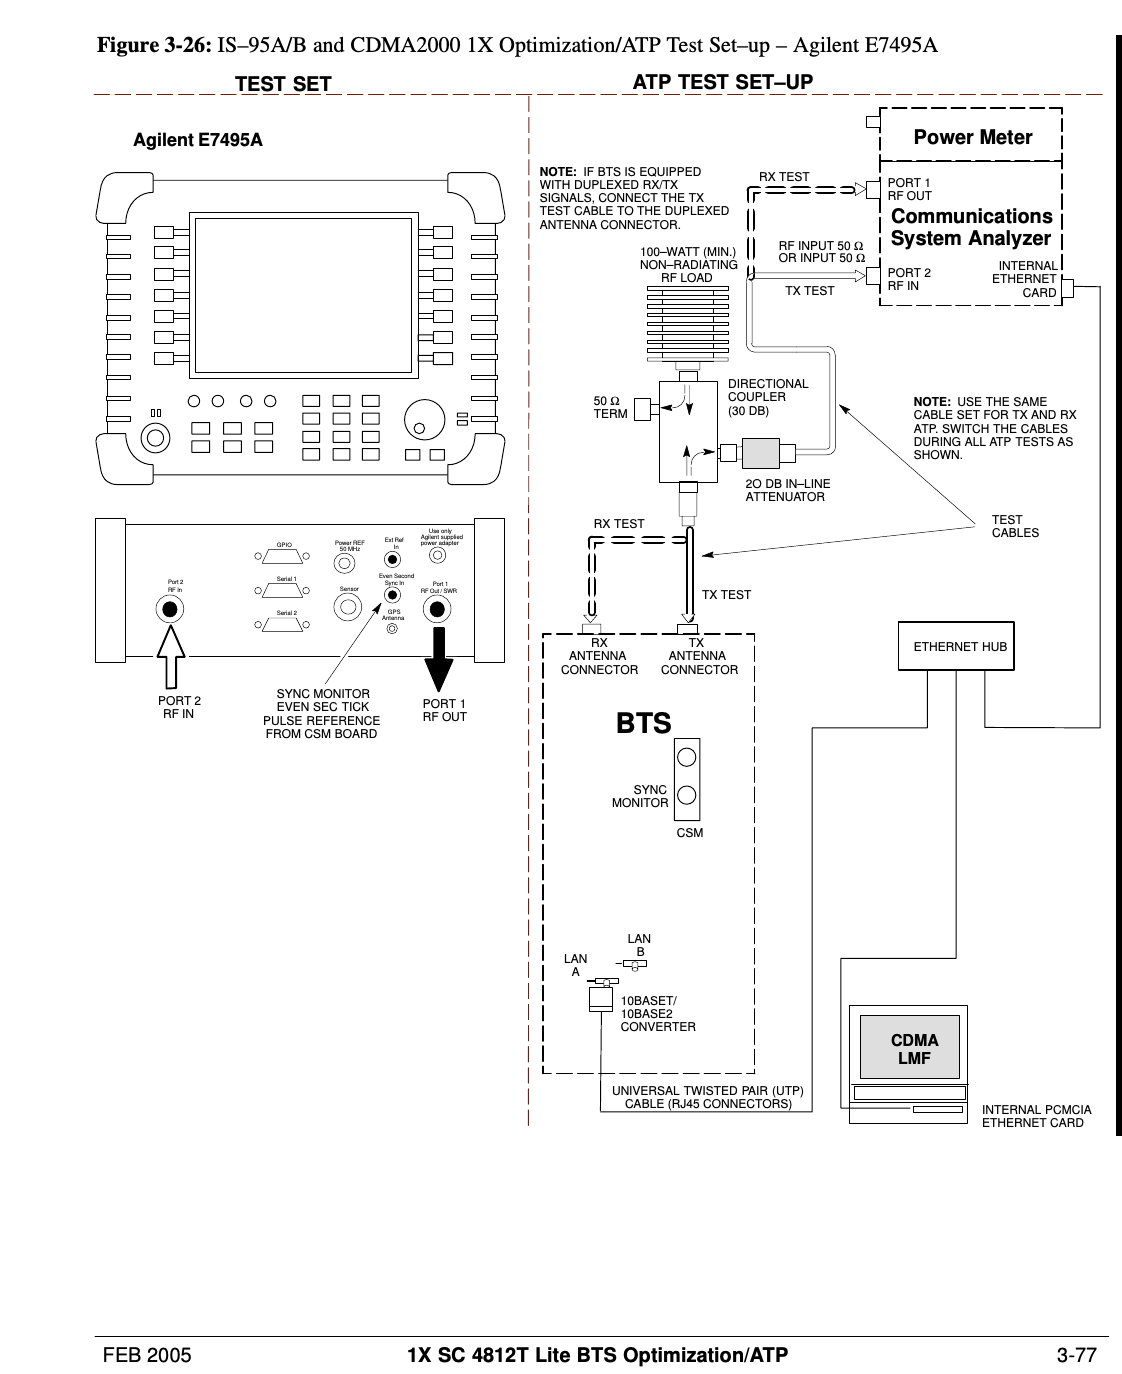 Figure 3-26: IS–95A/B and CDMA2000 1X Optimization/ATP Test Set–up – Agilent E7495A
TEST SET
ATP TEST SET–UP
Agilent E7495A
Power REF
50 MHz
Ext Ref
In
Use only
Agilent supplied
power adapter
GPIO
Serial 1
Serial 2
Sensor
Even Second
Sync In
GPS
Antenna
Port 2
RF In
Port 1
RF Out / SWR
PORT 2
RF IN
SYNC MONITOR
EVEN SEC TICK
PULSE REFERENCE
FROM CSM BOARD
PORT 1
RF OUT
NOTE: IF BTS IS EQUIPPED
WITH DUPLEXED RX/TX
SIGNALS, CONNECT THE TX
TEST CABLE TO THE DUPLEXED
ANTENNA CONNECTOR.
RX TEST
Power Meter
PORT 1
RF OUT
Communications
System Analyzer
RF INPUT 50 Ω
OR INPUT 50 Ω
TX TEST
PORT 2
RF IN
INTERNAL
ETHERNET
CARD
100–WATT (MIN.)
NON–RADIATING
RF LOAD
50 Ω
TERM
DIRECTIONAL
COUPLER
(30 DB)
2O DB IN–LINE
ATTENUATOR
NOTE: USE THE SAME
CABLE SET FOR TX AND RX
ATP. SWITCH THE CABLES
DURING ALL ATP TESTS AS
SHOWN.
TEST
CABLES
RX TEST
TX TEST
RX
ANTENNA
CONNECTOR
TX
ANTENNA
CONNECTOR
ETHERNET HUB
BTS
SYNC
MONITOR
CSM
LAN
B
LAN
A
10BASET/
10BASE2
CONVERTER
UNIVERSAL TWISTED PAIR (UTP)
CABLE (RJ45 CONNECTORS)
CDMA
LMF
INTERNAL PCMCIA
ETHERNET CARD
FEB 2005
1X SC 4812T Lite BTS Optimization/ATP
3-77